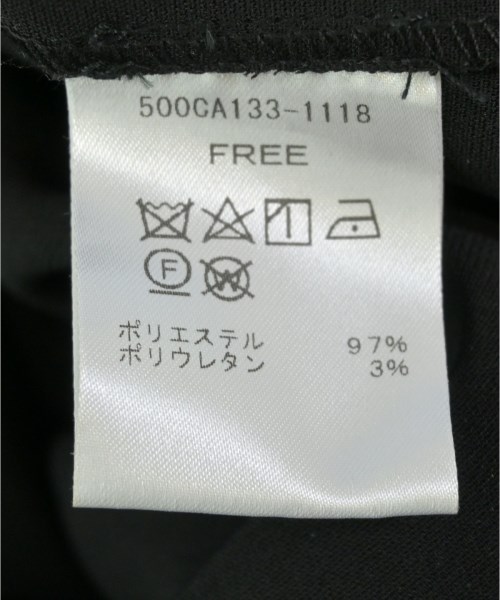 500CA133-1118
FREE
F
W
ポリエステル 97%
ポリウレタン 3%